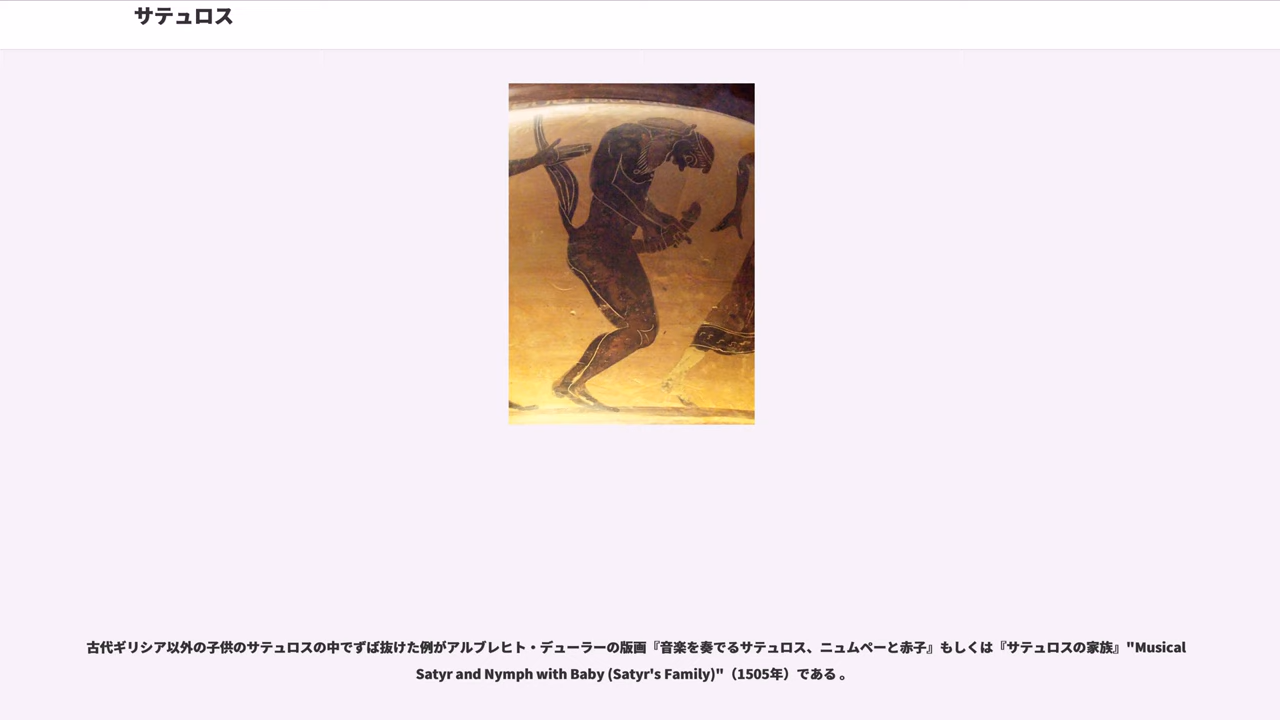 サテュロス
古代ギリシア以外の子供のサテュロスの中でずば抜けた例がアルブレヒト・デューラーの版画『音楽を奏でるサテュロス、ニュムペーと赤子』もしくは『サテュロスの家族』"Musical
Satyr and Nymph with Baby (Satyr's Family)"（1505年）である 。